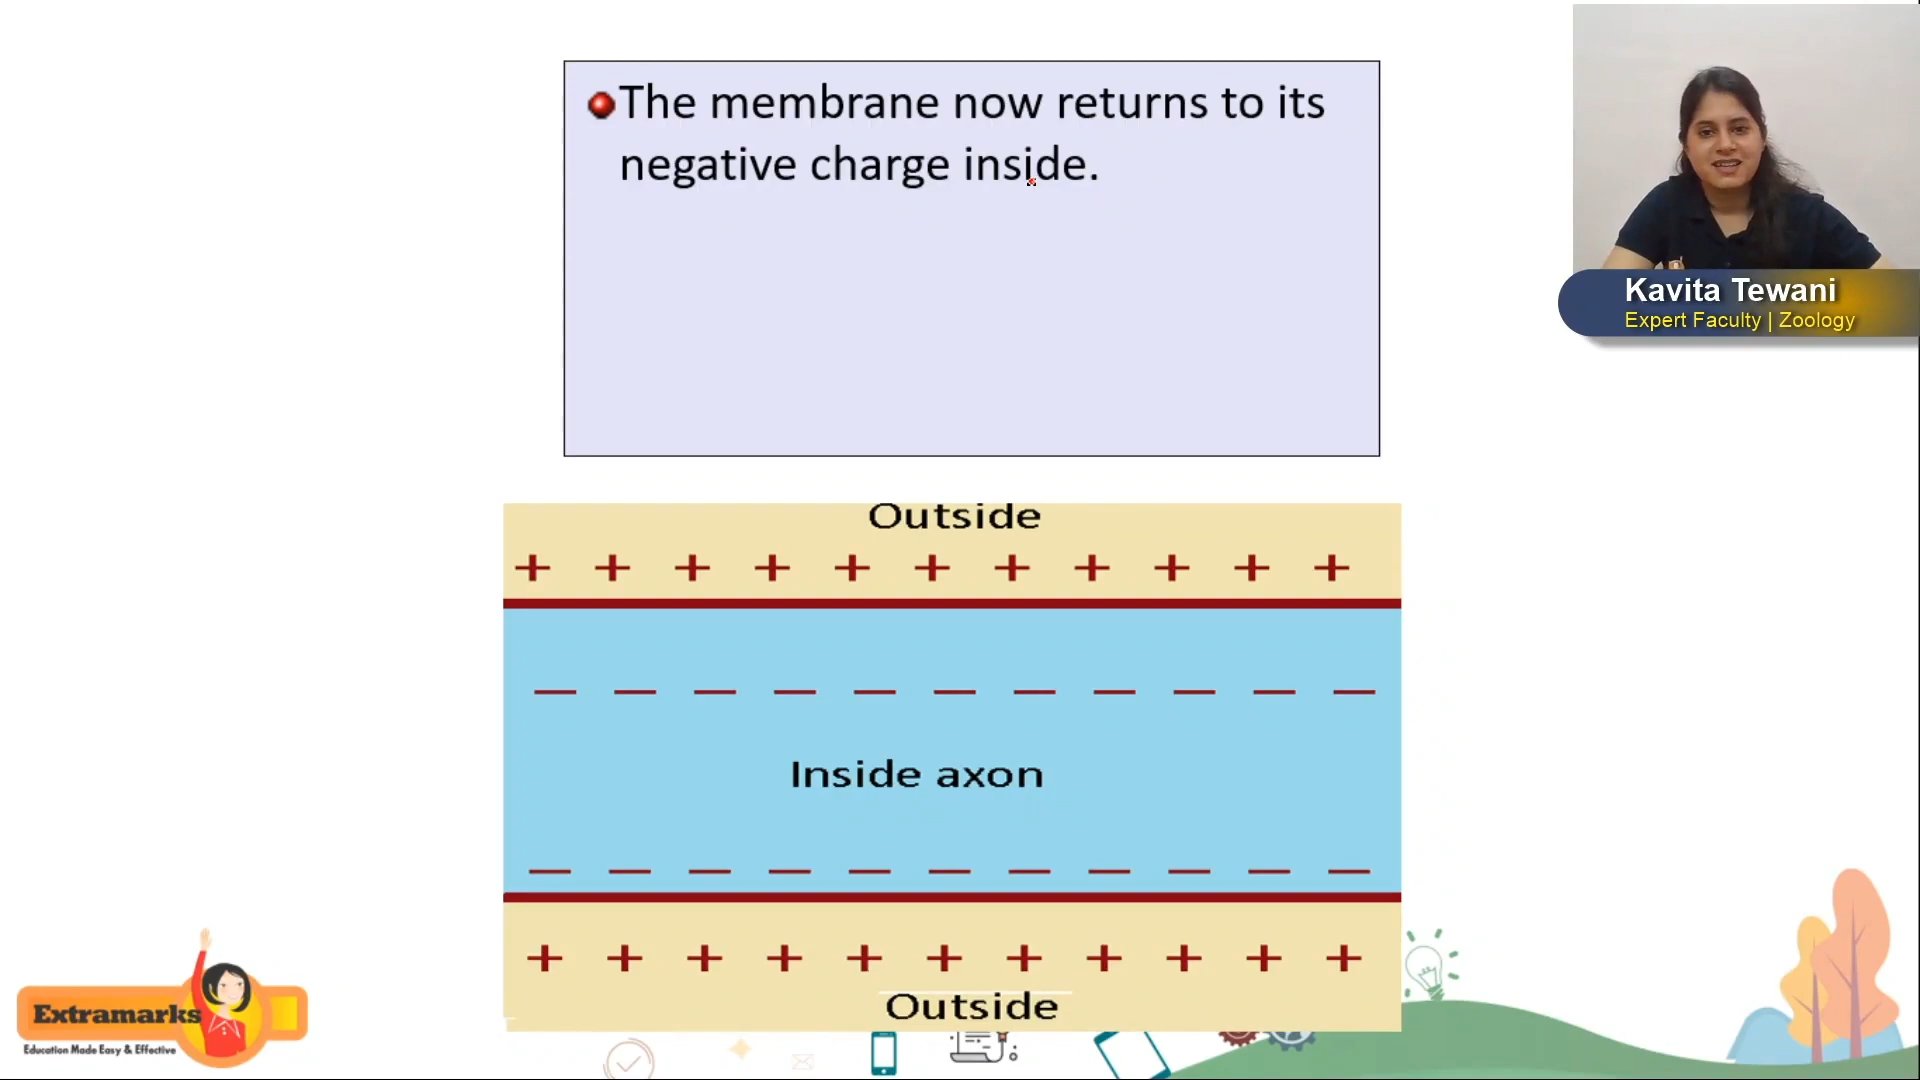 The membrane now returns to its
negative charge inside.
Kavita Tewani
Expert Faculty | Zoology
Outside
+ + + + + + + + + + +
— — — — — — — — — — —
Inside axon
— — — — — — — — — — —
+ + + + + + + + + + +
Outside
Extramarks
Education Made Easy & Effective